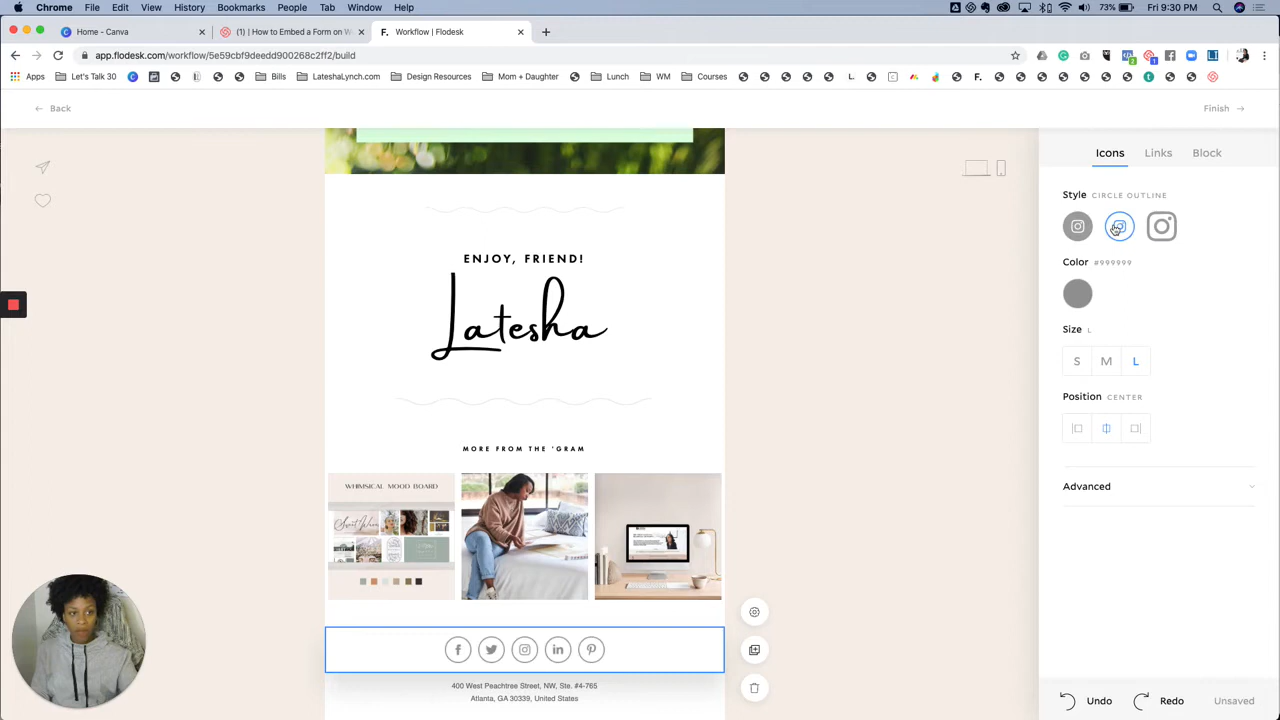 Chrome File Edit View History Bookmarks People Tab Window Help
73% Fri 9:30 PM
Home - Canva
(1) | How to Embed a Form on W
Workflow | Flodesk
app.flodesk.com/workflow/5e59cbf9deedd900268c2ff2/build
Apps Let's Talk 30 Bills LateshaLynch.com Design Resources Mom + Daughter Lunch WM Courses
Back
Finish
Icons Links Block
Style CIRCLE OUTLINE
Color #999999
Size L
S M L
Position CENTER
Advanced
ENJOY, FRIEND!
Latesha
MORE FROM THE 'GRAM
WHIMSICAL MOOD BOARD
400 West Peachtree Street, NW, Ste. #4-765
Atlanta, GA 30339, United States
Undo Redo Unsaved